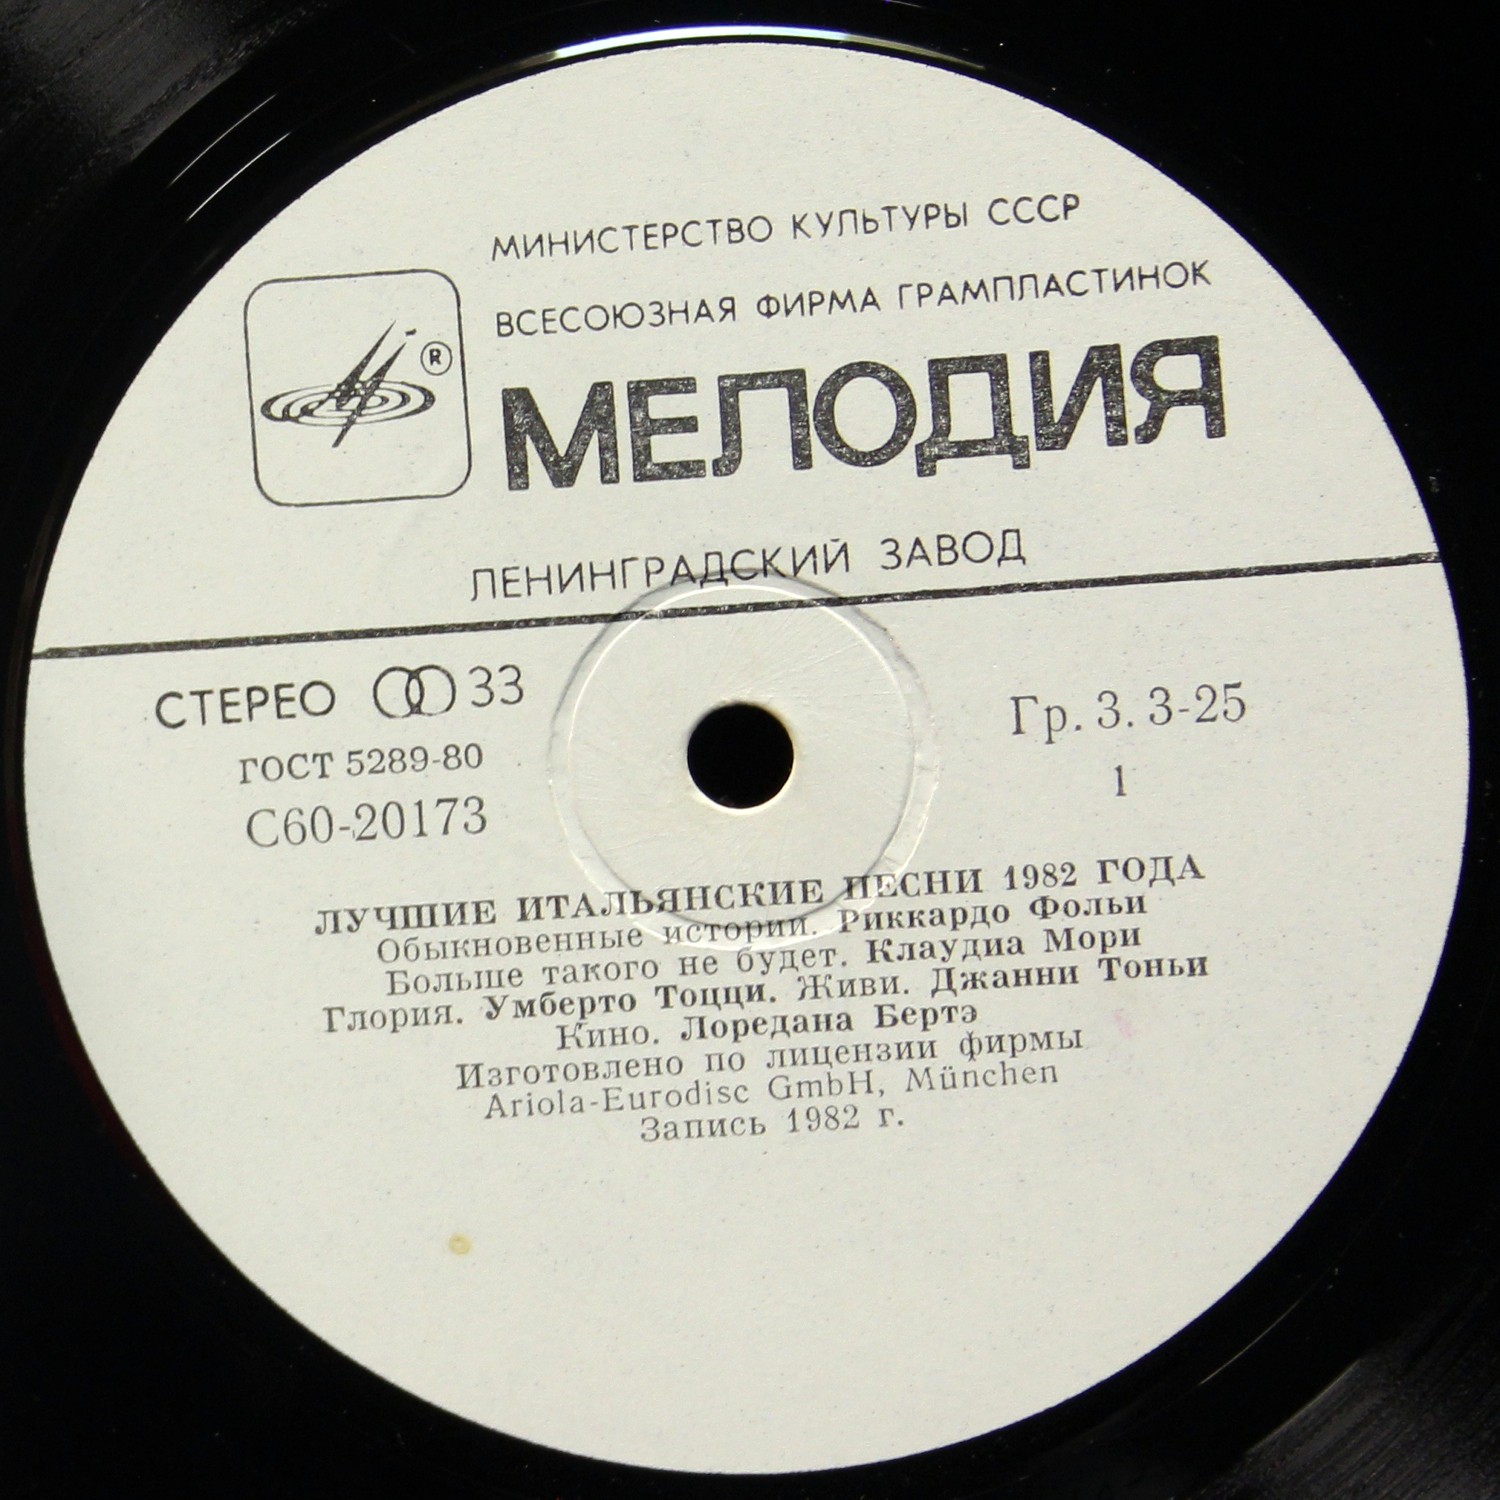 МИНИСТЕРСТВО КУЛЬТУРЫ СССР
ВСЕСОЮЗНАЯ ФИРМА ГРАМПЛАСТИНОК
®
МЕЛОДИЯ
ЛЕНИНГРАДСКИЙ ЗАВОД
СТЕРЕО 33
ГОСТ 5289-80
С60-20173
Гр. 3. 3-25
1
ЛУЧШИЕ ИТАЛЬЯНСКИЕ ПЕСНИ 1982 ГОДА
Обыкновенные истории. Риккардо Фольи
Больше такого не будет. Клаудиа Мори
Глория. Умберто Тоцци. Живи. Джанни Тоньи
Кино. Лоредана Бертэ
Изготовлено по лицензии фирмы
Ariola-Eurodisc GmbH, München
Запись 1982 г.